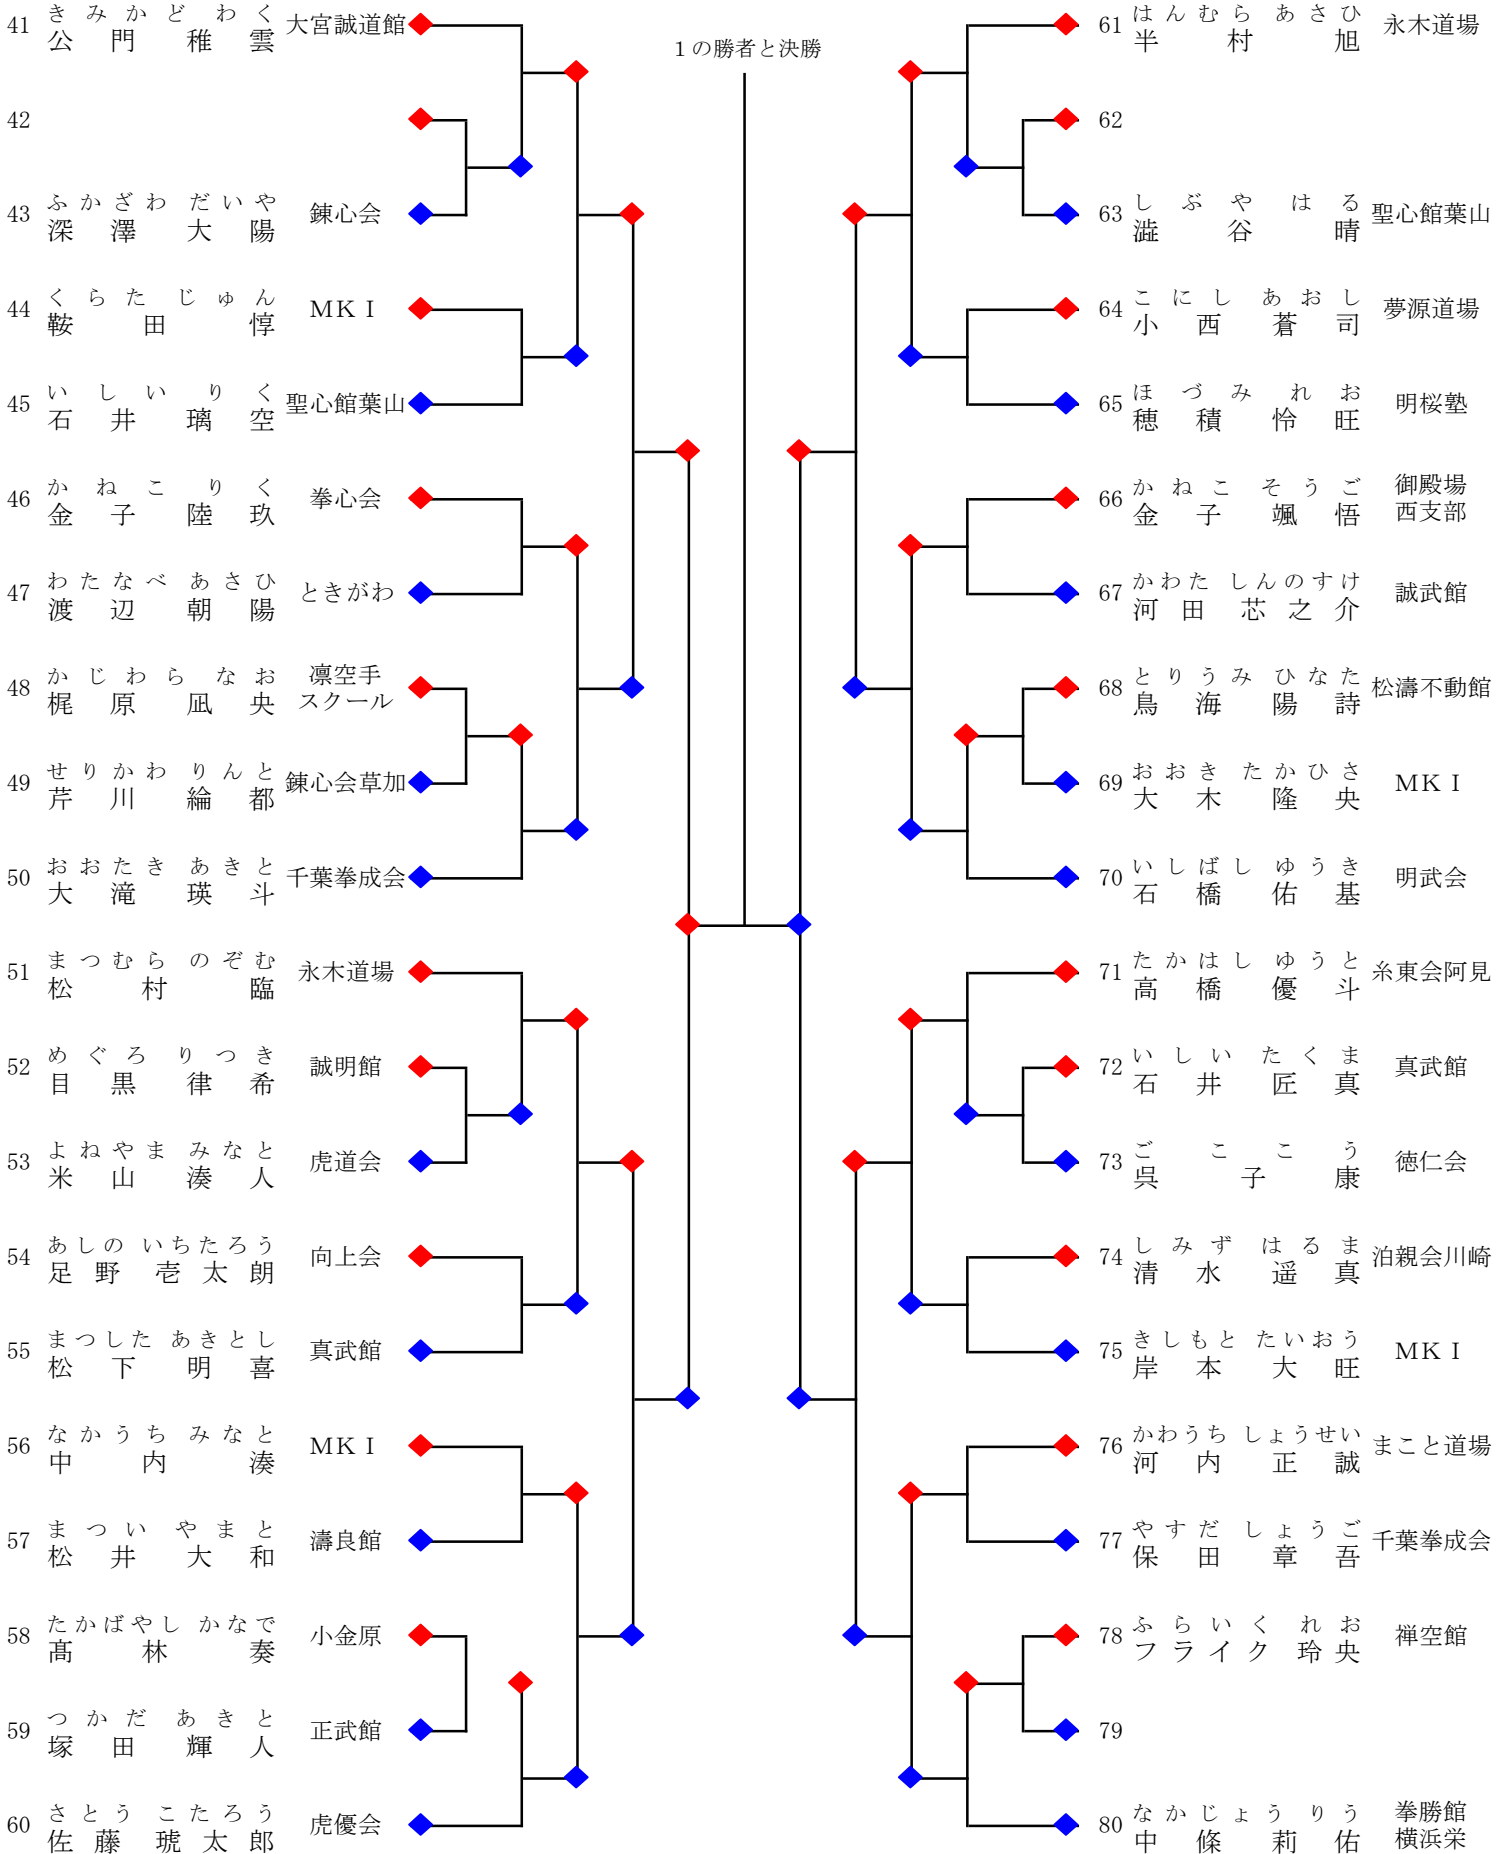 １の勝者と決勝
きみかど わく
41 公門 稚雲 大宮誠道館
42
ふかざわ だいや
43 深澤 大陽 錬心会
くらた じゅん
44 鞍田 惇 ＭＫＩ
いしい りく
45 石井 璃空 聖心館葉山
かねこ りく
46 金子 陸玖 拳心会
わたなべ あさひ
47 渡辺 朝陽 ときがわ
かじわら なお
48 梶原 凪央 凛空手
スクール
せりかわ りんと
49 芹川 綸都 錬心会草加
おおたき あきと
50 大滝 瑛斗 千葉拳成会
まつむら のぞむ
51 松村 臨 永木道場
めぐろ りつき
52 目黒 律希 誠明館
よねやま みなと
53 米山 湊人 虎道会
あしの いちたろう
54 足野 壱太朗 向上会
まつした あきとし
55 松下 明喜 真武館
なかうち みなと
56 中内 湊 ＭＫＩ
まつい やまと
57 松井 大和 濤良館
たかばやし かなで
58 髙林 奏 小金原
つかだ あきと
59 塚田 輝人 正武館
さとう こたろう
60 佐藤 琥太郎 虎優会
はんむら あさひ
61 半村 旭 永木道場
62
しぶや はる
63 澁谷 晴 聖心館葉山
こにし あおし
64 小西 蒼司 夢源道場
ほづみ れお
65 穂積 怜旺 明桜塾
かねこ そうご
66 金子 颯悟 御殿場
西支部
かわた しんのすけ
67 河田 芯之介 誠武館
とりうみ ひなた
68 鳥海 陽詩 松濤不動館
おおき たかひさ
69 大木 隆央 ＭＫＩ
いしばし ゆうき
70 石橋 佑基 明武会
たかはし ゆうと
71 高橋 優斗 糸東会阿見
いしい たくま
72 石井 匠真 真武館
ご ここう
73 呉 子康 徳仁会
しみず はるま
74 清水 遥真 泊親会川崎
きしもと たいおう
75 岸本 大旺 ＭＫＩ
かわうち しょうせい
76 河内 正誠 まこと道場
やすだ しょうご
77 保田 章吾 千葉拳成会
ふらいく れお
78 フライク 玲央 禅空館
79
なかじょう りう
80 中條 莉佑 拳勝館
横浜栄